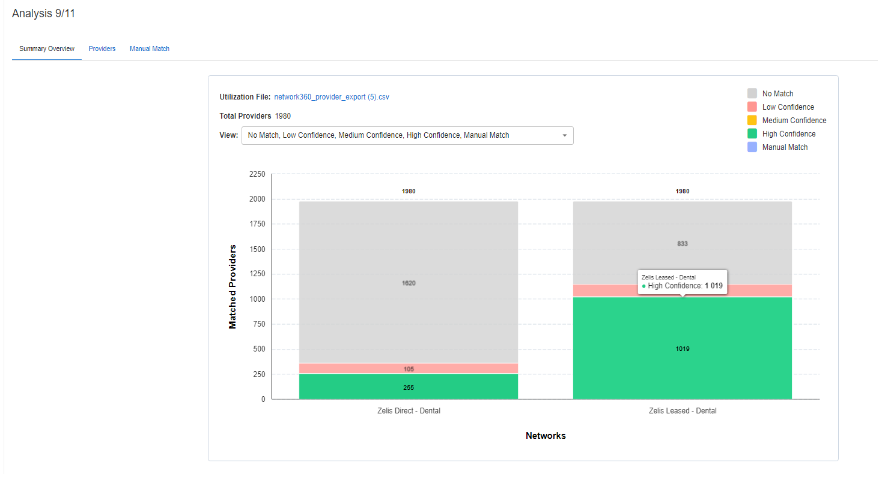 Analysis 9/11
Summary Overview Providers Manual Match
Utilization File: network360_provider_export (5).csv
Total Providers 1980
View: No Match, Low Confidence, Medium Confidence, High Confidence, Manual Match
No Match
Low Confidence
Medium Confidence
High Confidence
Manual Match
Matched Providers
2250
2000
1750
1500
1250
1000
750
500
250
0
1980
1620
105
255
1980
833
Zelis Leased - Dental
High Confidence: 1 019
1019
Zelis Direct - Dental
Zelis Leased - Dental
Networks